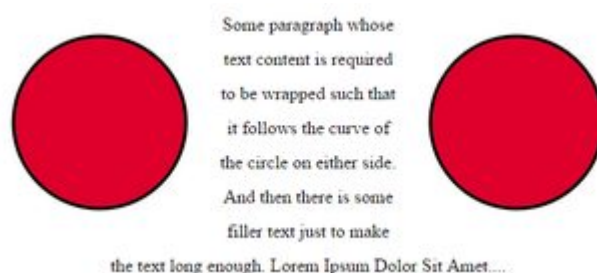 Some paragraph whose
text content is required
to be wrapped such that
it follows the curve of
the circle on either side.
And then there is some
filler text just to make
the text long enough. Lorem Ipsum Dolor Sit Amet....